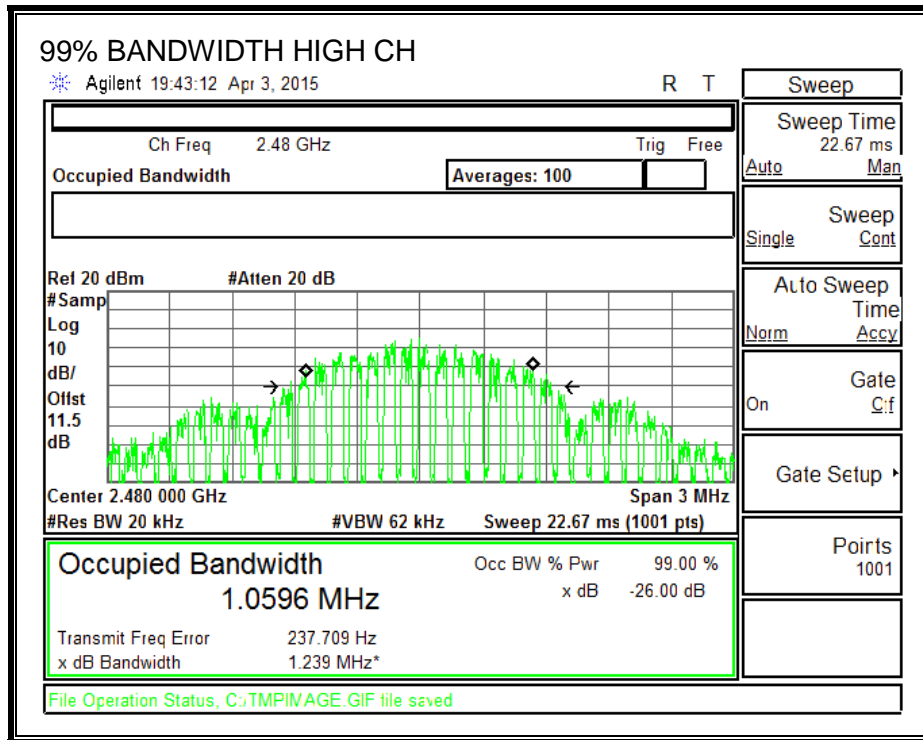 99% BANDWIDTH HIGH CH
Agilent 19:43:12 Apr 3, 2015 R T
Ch Freq 2.48 GHz Trig Free
Occupied Bandwidth Averages: 100
Ref 20 dBm #Atten 20 dB
#Samp
Log
10
dB/
Offst
11.5
dB
Center 2.480 000 GHz Span 3 MHz
#Res BW 20 kHz #VBW 62 kHz Sweep 22.67 ms (1001 pts)
Occupied Bandwidth Occ BW % Pwr 99.00 %
1.0596 MHz x dB -26.00 dB
Transmit Freq Error 237.709 Hz
x dB Bandwidth 1.239 MHz*
File Operation Status, C:\TMPIMAGE.GIF file saved
Sweep
Sweep Time
22.67 ms
Auto Man
Sweep
Single Cont
Auto Sweep
Time
Norm Accy
Gate
On Off
Gate Setup
Points
1001